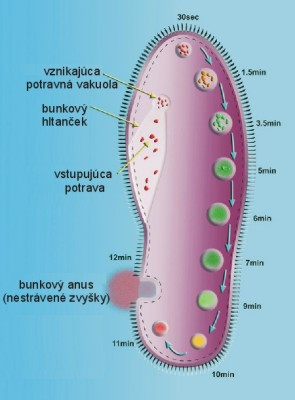 30sec
vznikajúca
potravná vakuola
1.5min
bunkový
hltanček
3.5min
vstupujúca
potrava
5min
6min
12min
7min
bunkový anus
(nestrávené zvyšky)
9min
11min
10min